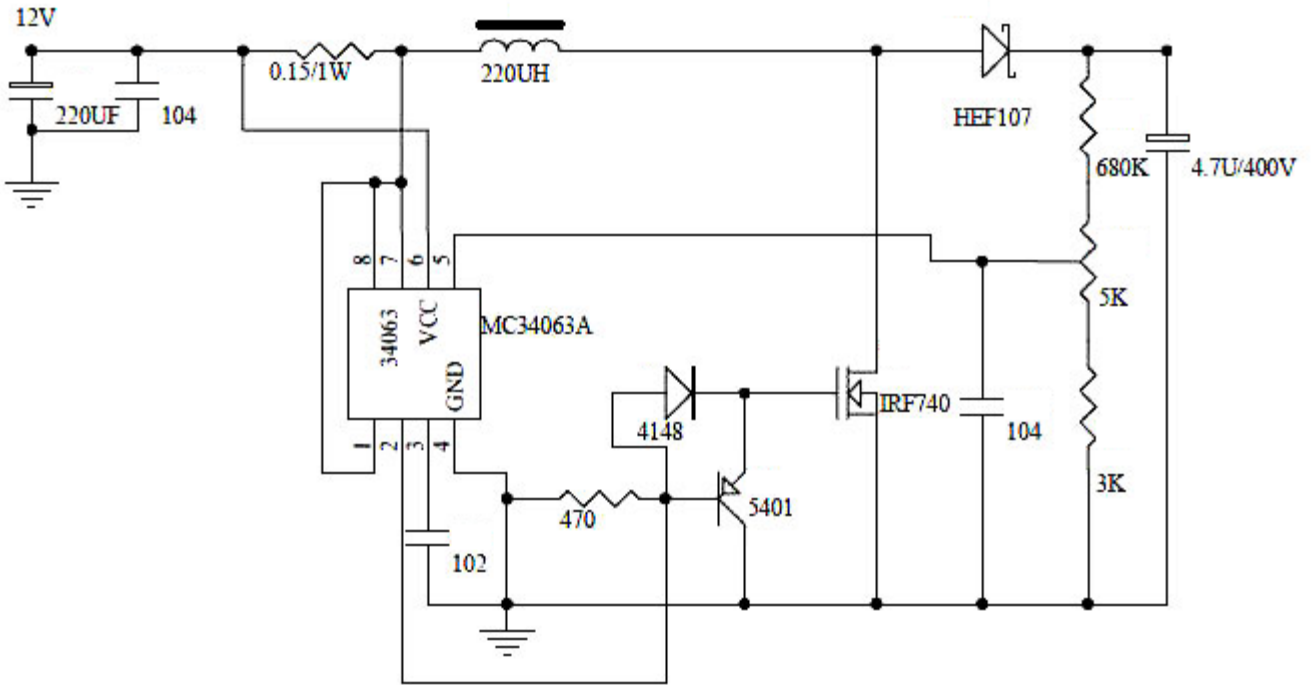 12V
0.15/1W
220UH
220UF
104
HEF107
680K
4.7U/400V
8
7
6
5
34063
VCC
GND
MC34063A
5K
4148
IRF740
104
1
2
3
4
470
5401
3K
102